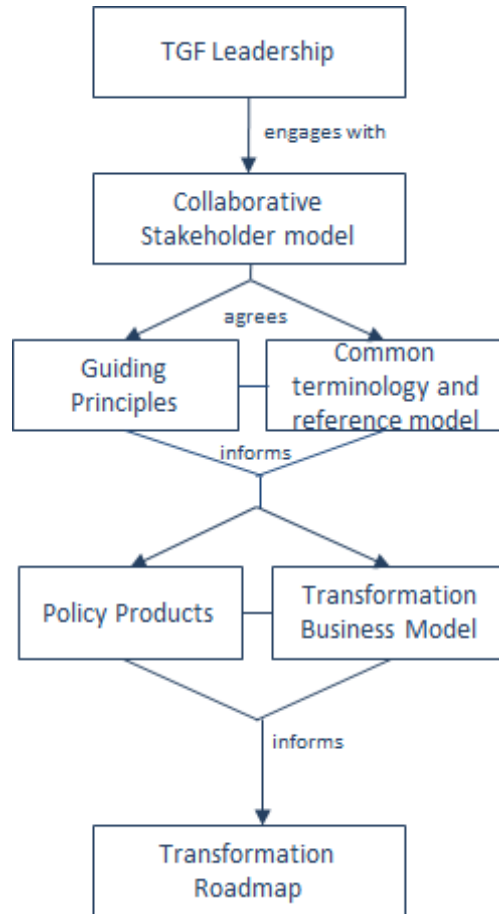 TGF Leadership
engages with
Collaborative
Stakeholder model
agrees
Guiding
Principles
Common
terminology and
reference model
informs
Policy Products
Transformation
Business Model
informs
Transformation
Roadmap